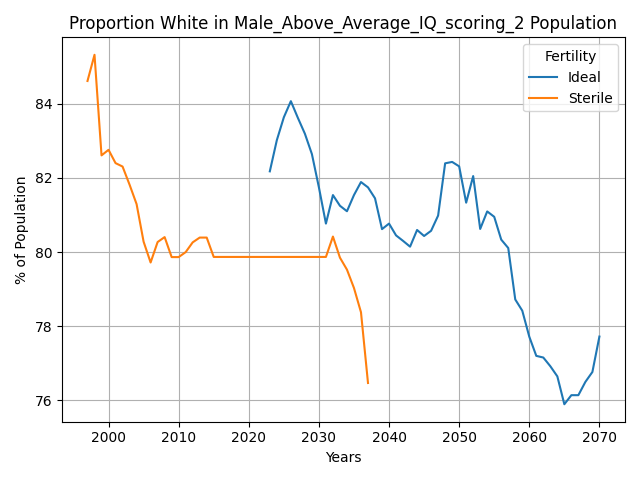 Proportion White in Male_Above_Average_IQ_scoring_2 Population
Fertility
Ideal
Sterile
% of Population
84
82
80
78
76
2000 2010 2020 2030 2040 2050 2060 2070
Years